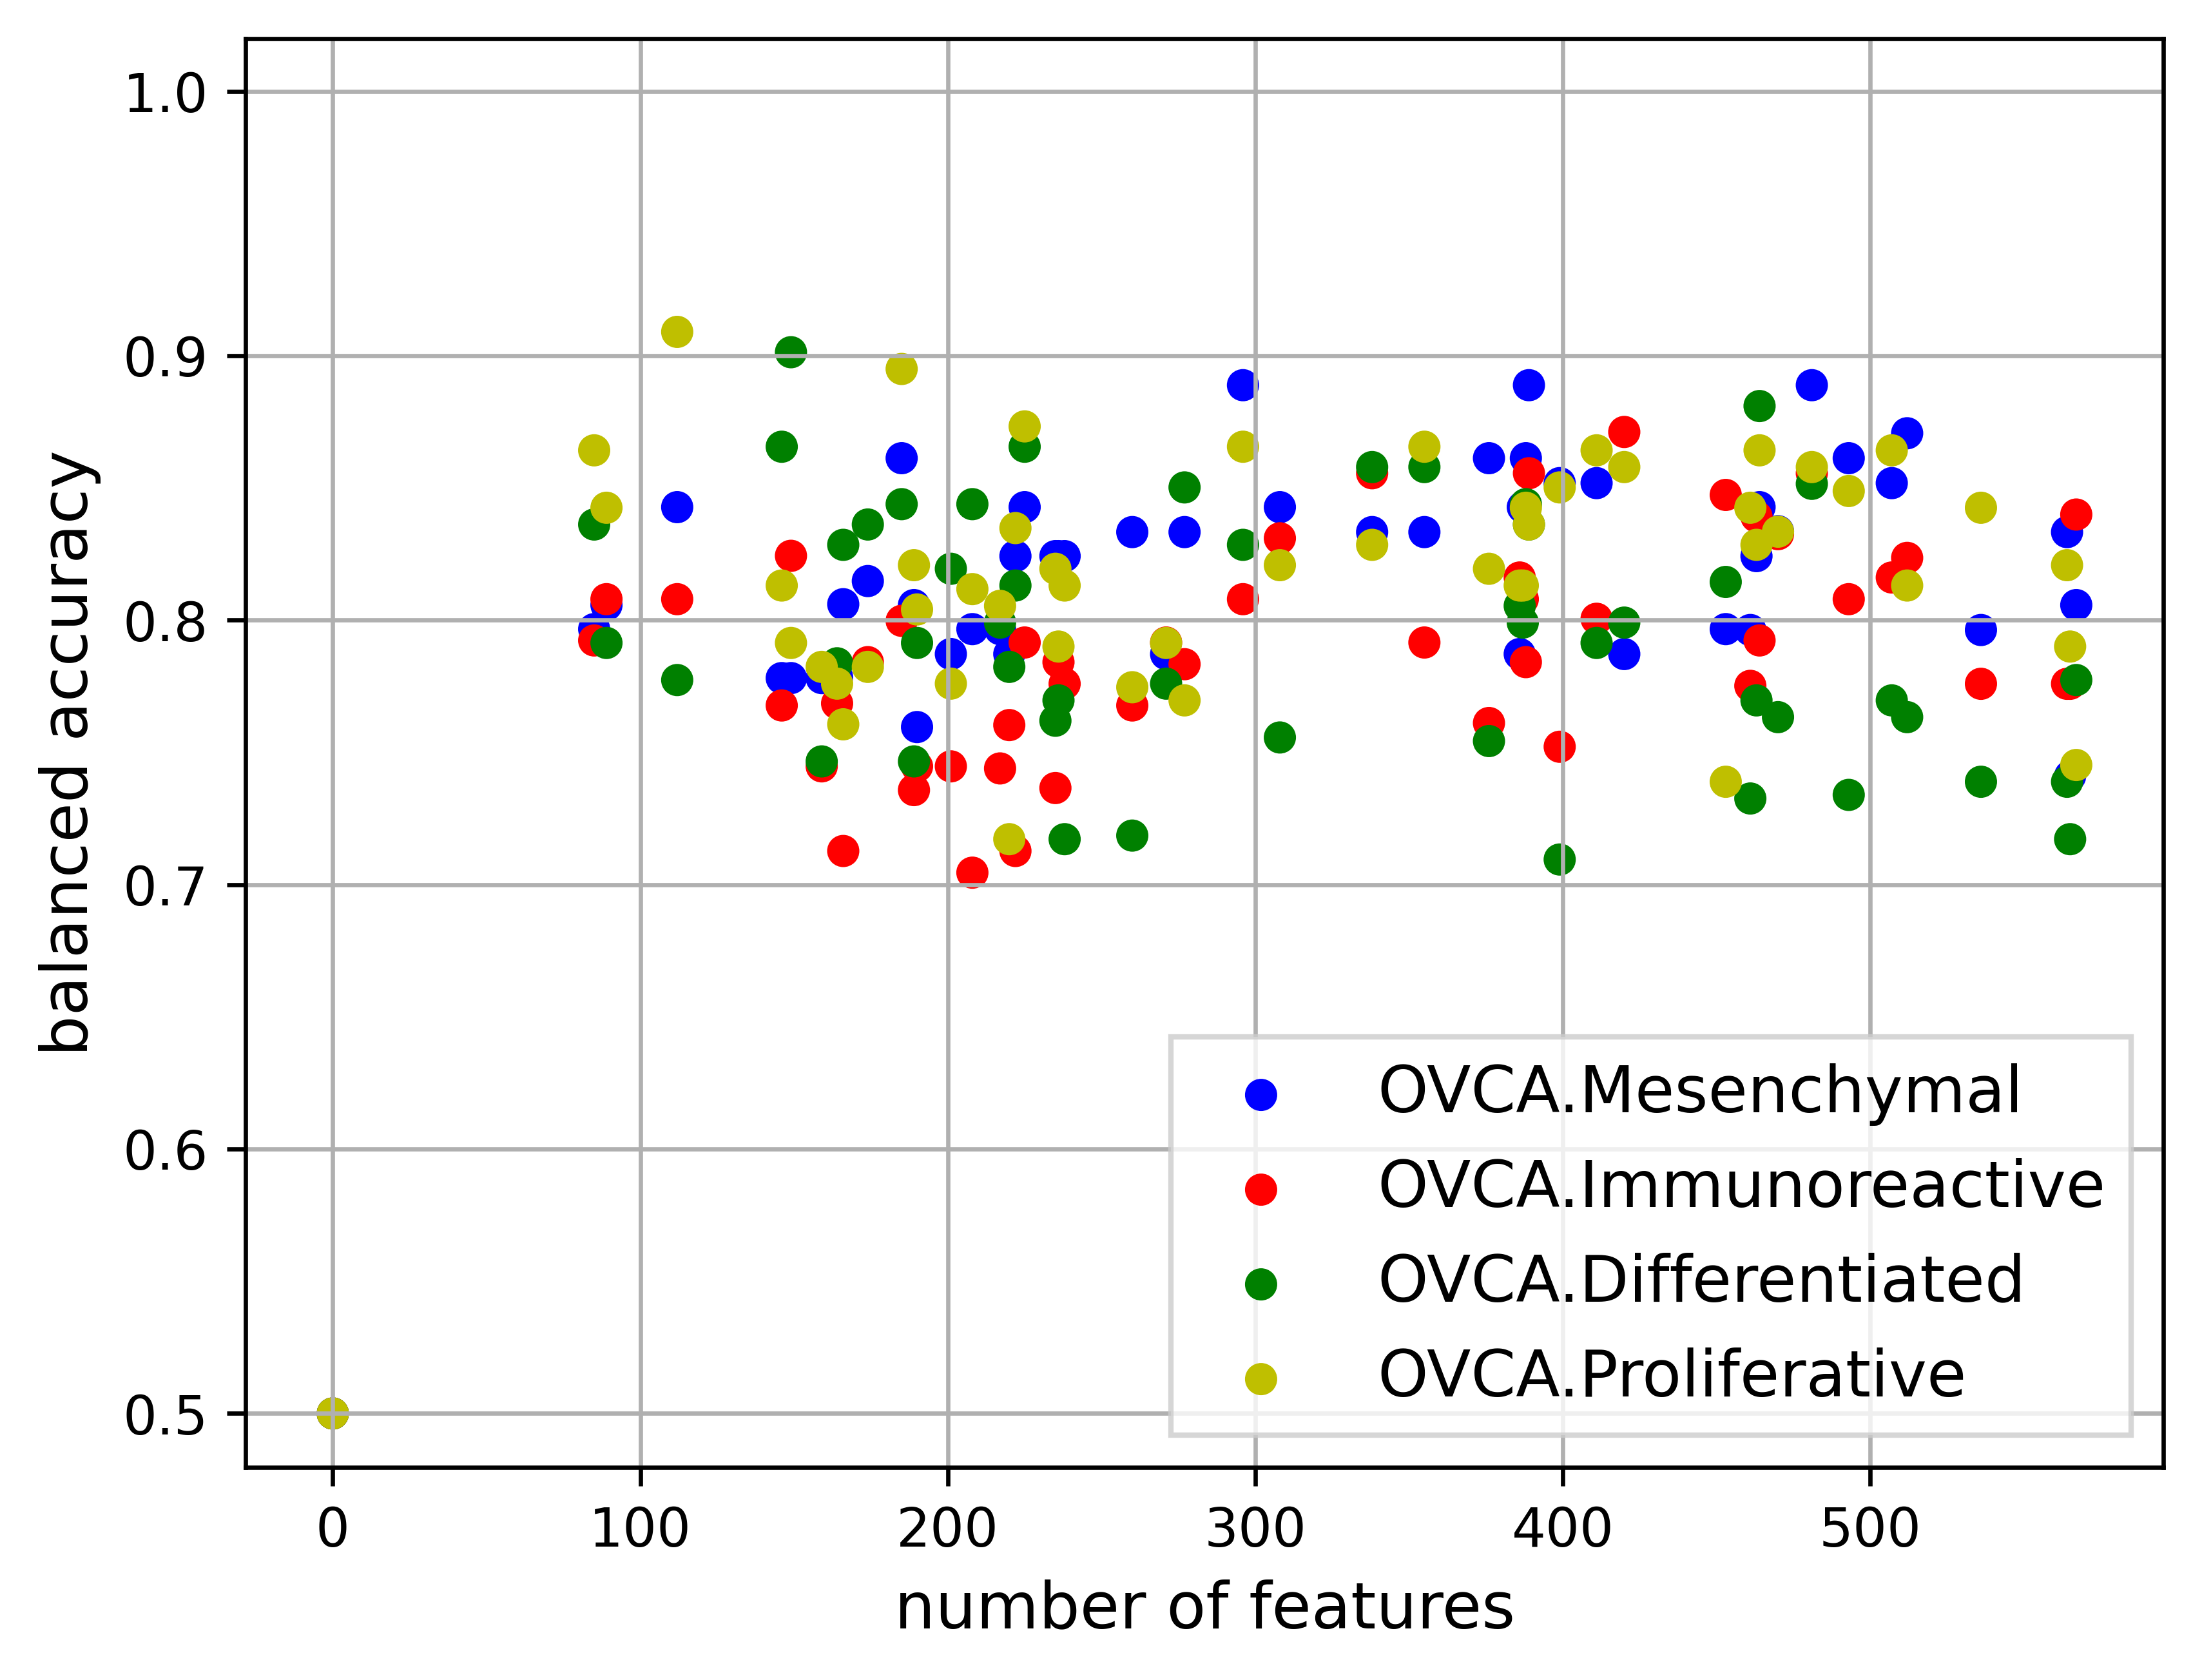 1.0
0.9
0.8
0.7
0.6
0.5
balanced accuracy
OVCA.Mesenchymal
OVCA.Immunoreactive
OVCA.Differentiated
OVCA.Proliferative
0 100 200 300 400 500
number of features